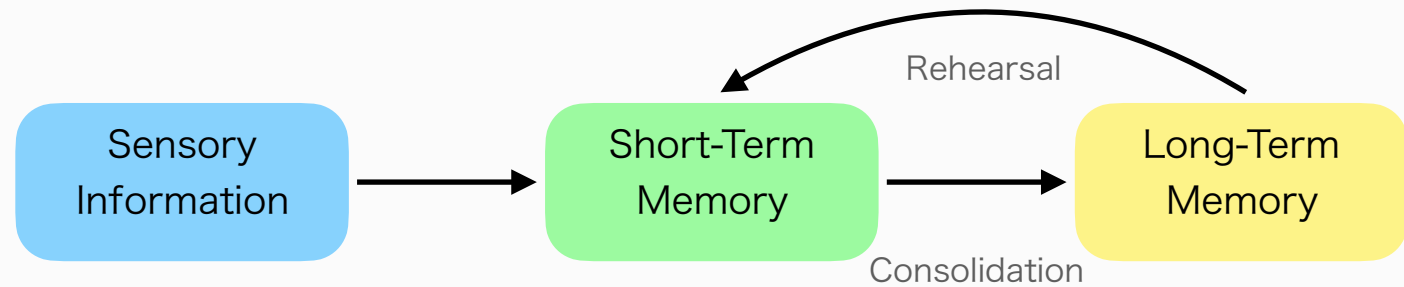 Rehearsal
Sensory
Information
Short-Term
Memory
Long-Term
Memory
Consolidation